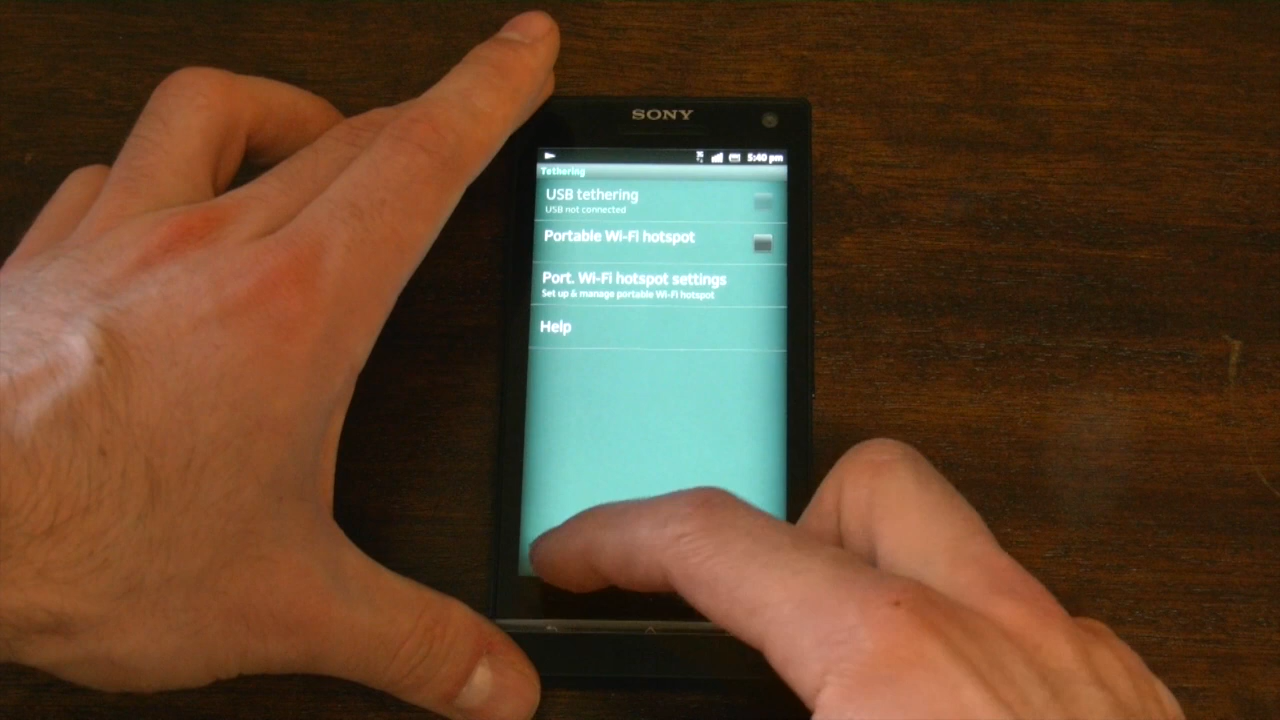 SONY
5:40 pm
Tethering
USB tethering
USB not connected
Portable Wi-Fi hotspot
Port. Wi-Fi hotspot settings
Set up & manage portable Wi-Fi hotspot
Help